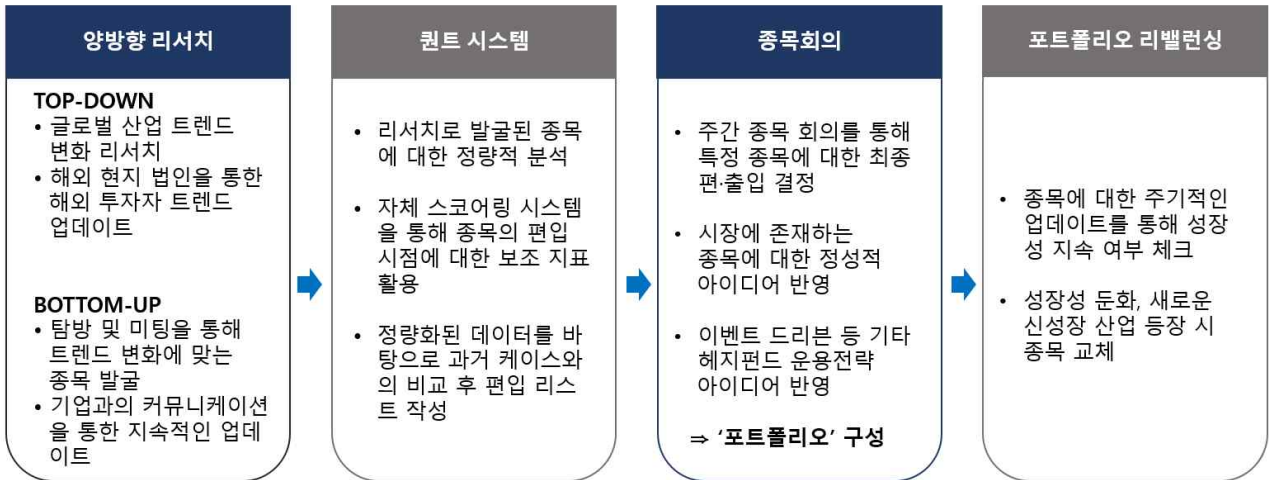 양방향 리서치
TOP-DOWN
• 글로벌 산업 트렌드
변화 리서치
• 해외 현지 법인을 통한
해외 투자자 트렌드
업데이트
BOTTOM-UP
• 탐방 및 미팅을 통해
트렌드 변화에 맞는
종목 발굴
• 기업과의 커뮤니케이션
을 통한 지속적인 업데
이트
퀀트 시스템
• 리서치로 발굴된 종목
에 대한 정량적 분석
• 자체 스코어링 시스템
을 통해 종목의 편입
시점에 대한 보조 지표
활용
• 정량화된 데이터를 바
탕으로 과거 케이스와
의 비교 후 편입 리스
트 작성
종목회의
• 주간 종목 회의를 통해
특정 종목에 대한 최종
편·출입 결정
• 시장에 존재하는
종목에 대한 정성적
아이디어 반영
• 이벤트 드리븐 등 기타
헤지펀드 운용전략
아이디어 반영
⇒ ‘포트폴리오’ 구성
포트폴리오 리밸런싱
• 종목에 대한 주기적인
업데이트를 통해 성장
성 지속 여부 체크
• 성장성 둔화, 새로운
신성장 산업 등장 시
종목 교체